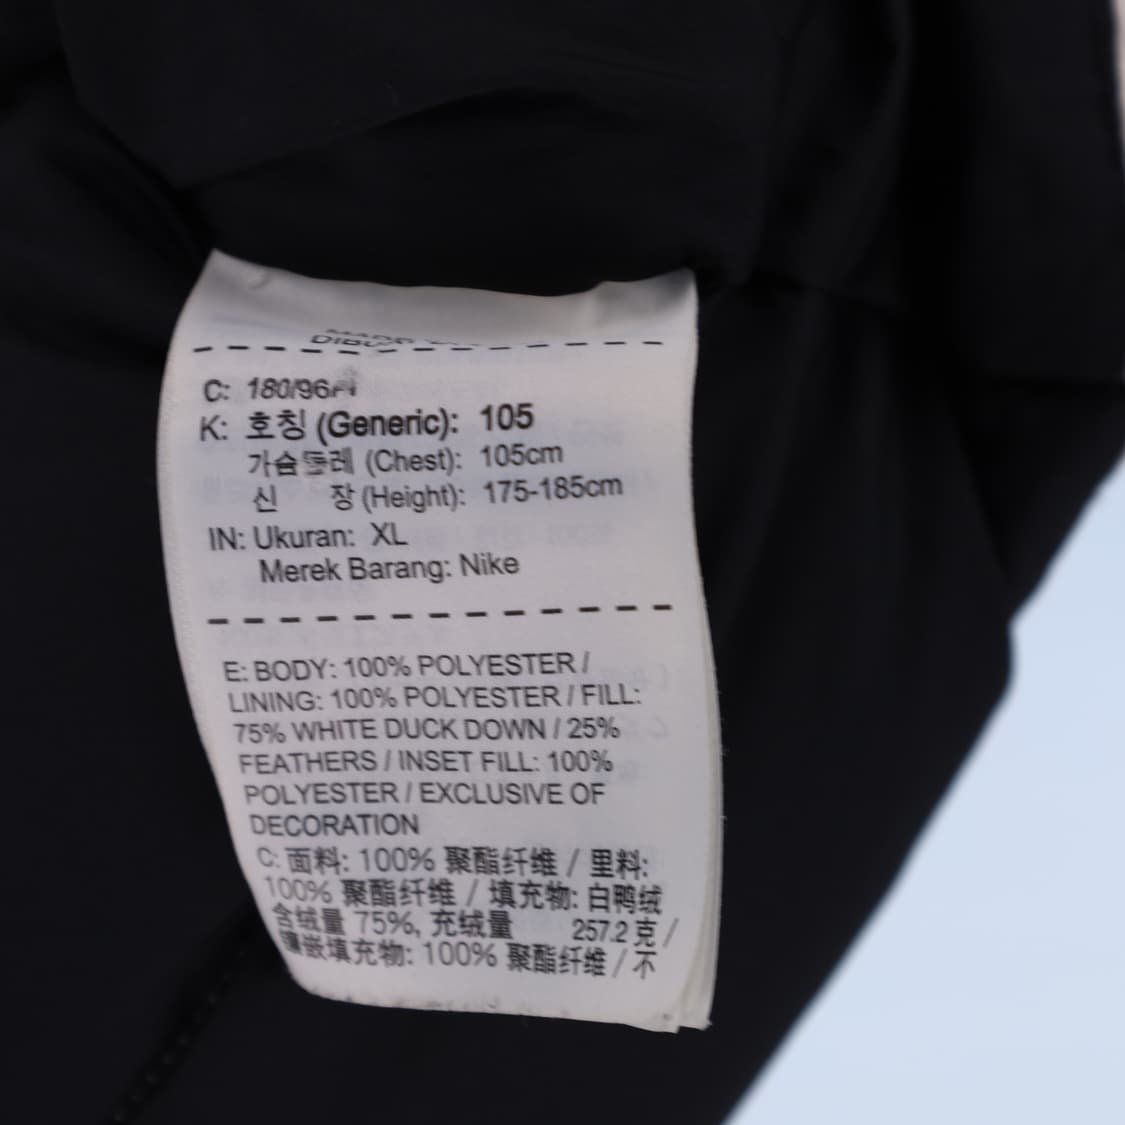 C: 180/96A
K: 호칭 (Generic): 105
가슴둘레 (Chest): 105cm
신 장 (Height): 175-185cm
IN: Ukuran: XL
Merek Barang: Nike
E: BODY: 100% POLYESTER /
LINING: 100% POLYESTER / FILL:
75% WHITE DUCK DOWN / 25%
FEATHERS / INSET FILL: 100%
POLYESTER / EXCLUSIVE OF
DECORATION
C: 面料: 100% 聚酯纤维 / 里料:
100% 聚酯纤维 / 填充物: 白鸭绒
含绒量 75%, 充绒量 257.2 克 /
镶嵌填充物: 100% 聚酯纤维 / 不